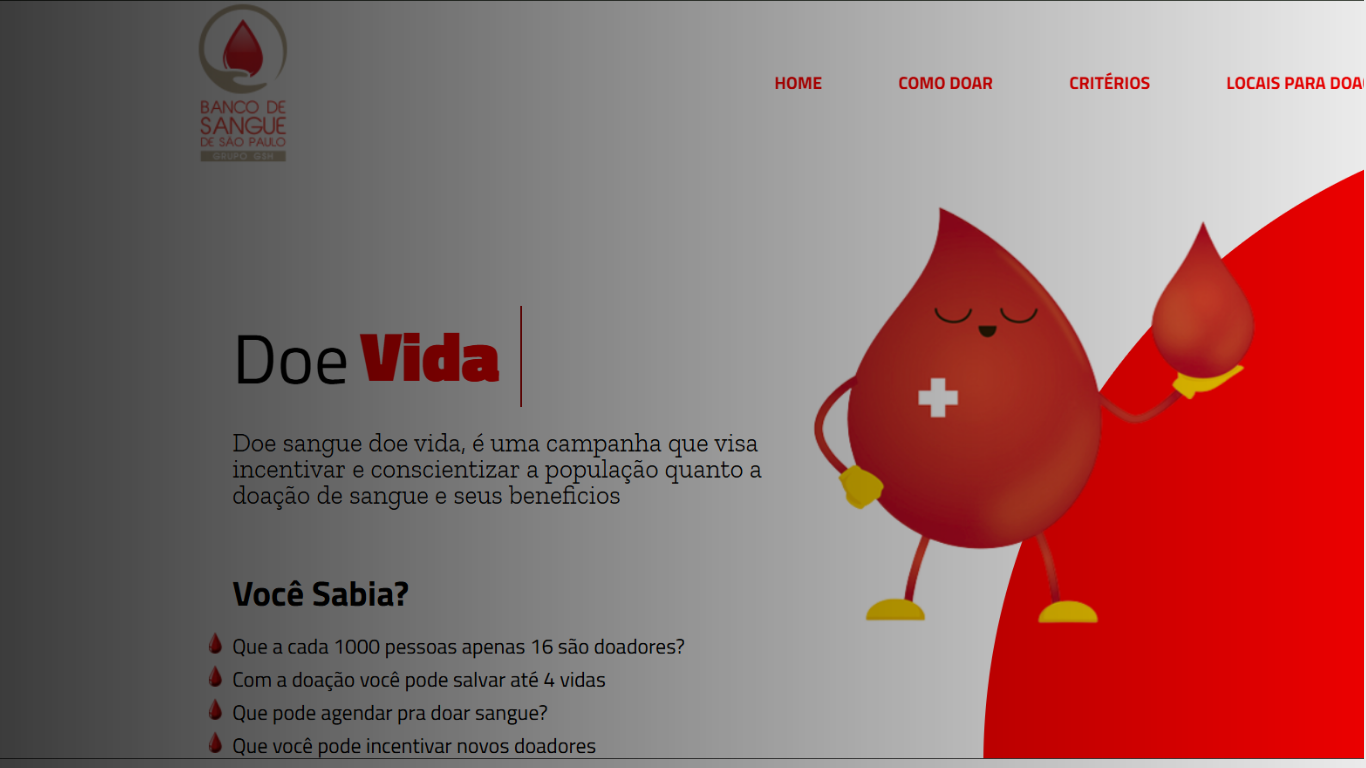 BANCO DE
SANGUE
DE SÃO PAULO
GRUPO GSH
HOME
COMO DOAR
CRITÉRIOS
LOCAIS PARA DOA
Doe Vida
Doe sangue doe vida, é uma campanha que visa
incentivar e conscientizar a população quanto a
doação de sangue e seus beneficios
Você Sabia?
Que a cada 1000 pessoas apenas 16 são doadores?
Com a doação você pode salvar até 4 vidas
Que pode agendar pra doar sangue?
Que você pode incentivar novos doadores